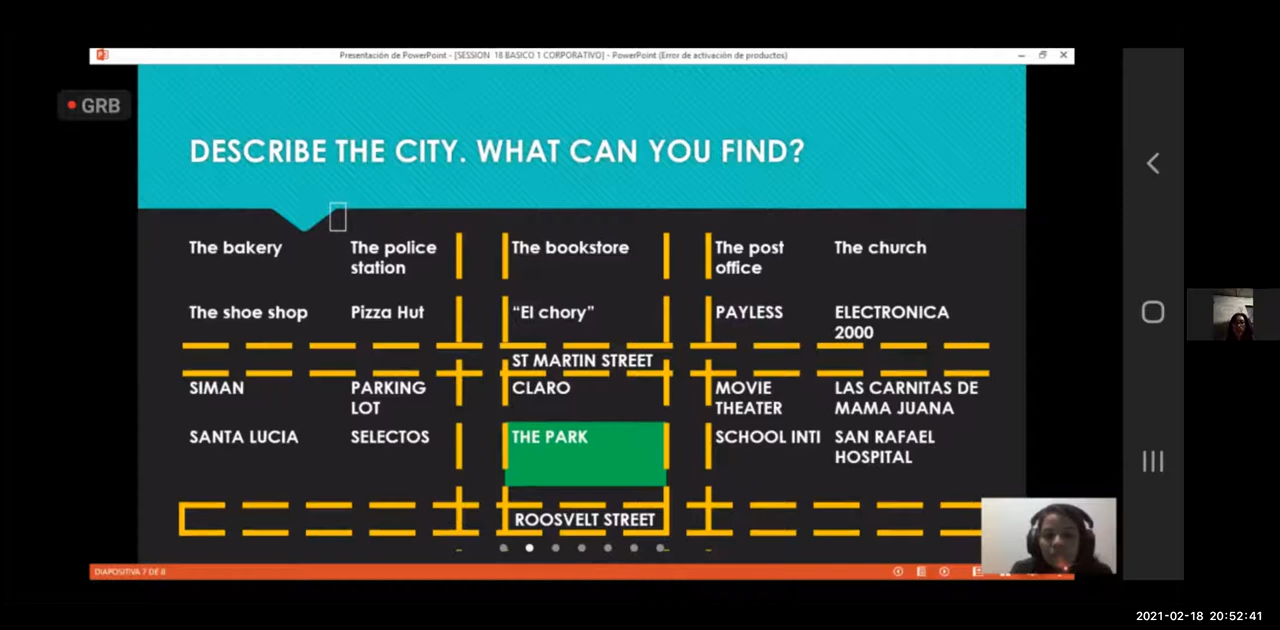 Presentación de PowerPoint - [SESSION 18 BASICO 1 CORPORATIVO] - PowerPoint (Error de activación de productos)
GRB
DESCRIBE THE CITY. WHAT CAN YOU FIND?
The bakery
The police
station
The bookstore
The post
office
The church
The shoe shop
Pizza Hut
“El chory”
PAYLESS
ELECTRONICA
2000
ST MARTIN STREET
SIMAN
PARKING
LOT
CLARO
MOVIE
THEATER
LAS CARNITAS DE
MAMA JUANA
SANTA LUCIA
SELECTOS
THE PARK
SCHOOL INTI
SAN RAFAEL
HOSPITAL
ROOSVELT STREET
DIAPOSITIVA 7 DE 8
2021-02-18 20:52:41